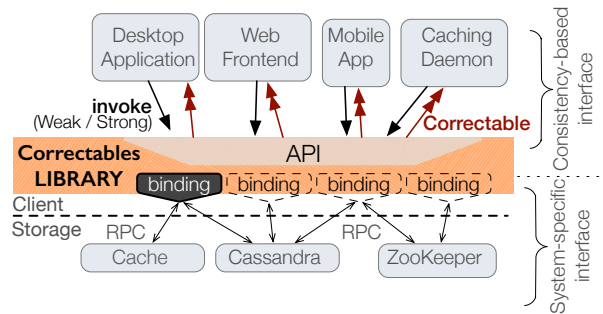 Desktop
Application
Web
Frontend
Mobile
App
Caching
Daemon
Consistency-based
interface
invoke
(Weak / Strong)
Correctable
Correctables
LIBRARY
API
binding
binding
binding
binding
Client
Storage
RPC
RPC
Cache
Cassandra
ZooKeeper
System-specific
interface